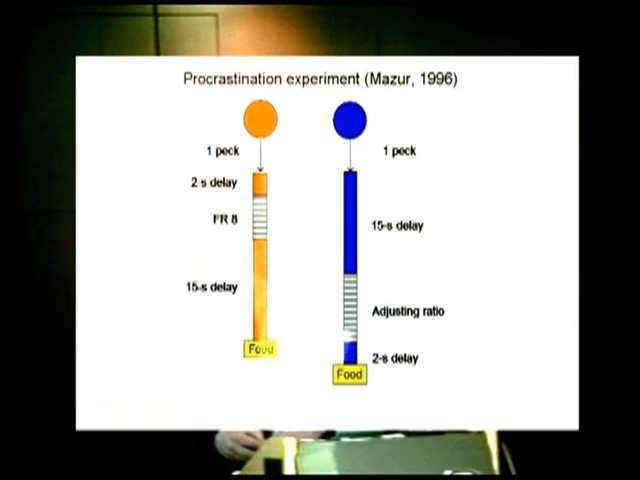 Procrastination experiment (Mazur, 1996)
1 peck
1 peck
2-s delay
FR 8
15-s delay
15-s delay
Adjusting ratio
2-s delay
Food
Food